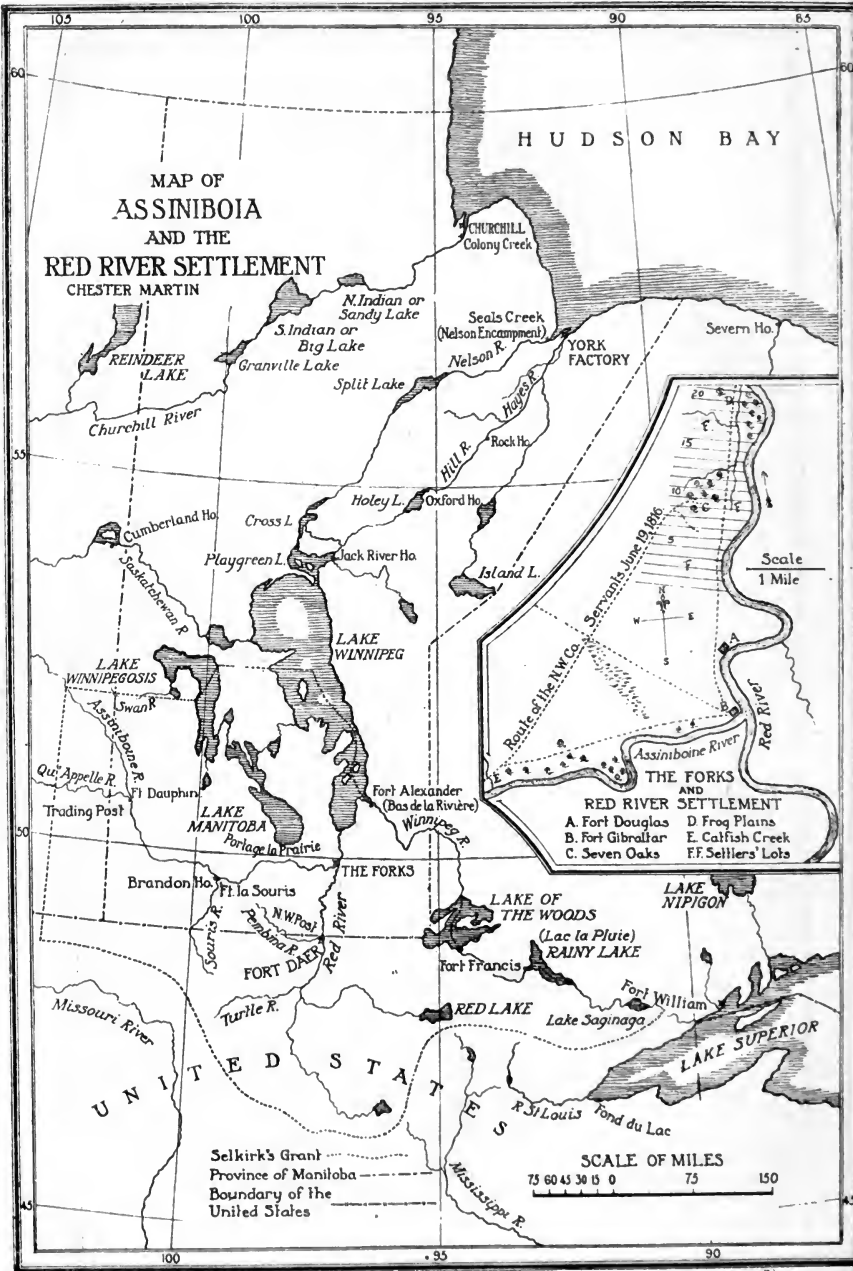 105
100
95
90
85
60
60
HUDSON BAY
MAP OF
ASSINIBOIA
AND THE
RED RIVER SETTLEMENT
CHESTER MARTIN
CHURCHILL
Colony Creek
N. Indian or
Sandy Lake
S. Indian or
Big Lake
Granville Lake
REINDEER
LAKE
Churchill River
Seals Creek
(Nelson Encampment)
Nelson R.
YORK
FACTORY
Severn Ho.
Split Lake
Hayes R.
Hill R.
Rock Ho.
55
Holey L.
Oxford Ho.
Cross L.
Cumberland Ho.
Playgreen L.
Jack River Ho.
Island L.
Saskatchewan R.
LAKE
WINNIPEG
LAKE
WINNIPEGOSIS
Swan R
Assiniboine R.
Qu'Appelle R.
Ft. Dauphin
Trading Post
LAKE
MANITOBA
Fort Alexander
(Bas de la Rivière)
Winnipeg R.
50
Portage la Prairie
THE FORKS
Brandon Ho.
Ft. la Souris
Souris R.
N.W. Post
Pembina R.
FORT DAER
Red River
LAKE OF
THE WOODS
(Lac la Pluie)
RAINY LAKE
Fort Francis
LAKE
NIPIGON
Fort William
Lake Saginaga
LAKE SUPERIOR
Turtle R.
RED LAKE
Missouri River
UNITED STATES
R. St Louis
Fond du Lac
Mississippi R.
20
15
10
5
F
F
F
C
D
Scale
1 Mile
Route of the N.W. Co. Servants June 19, 1816.
N
W
E
S
A
B
E
Red River
Assiniboine River
THE FORKS
AND
RED RIVER SETTLEMENT
A. Fort Douglas D. Frog Plains
B. Fort Gibraltar E. Catfish Creek
C. Seven Oaks F.F. Settlers' Lots
Selkirk's Grant
Province of Manitoba
Boundary of the
United States
SCALE OF MILES
75 60 45 30 15 0 75 150
45
45
100
95
90